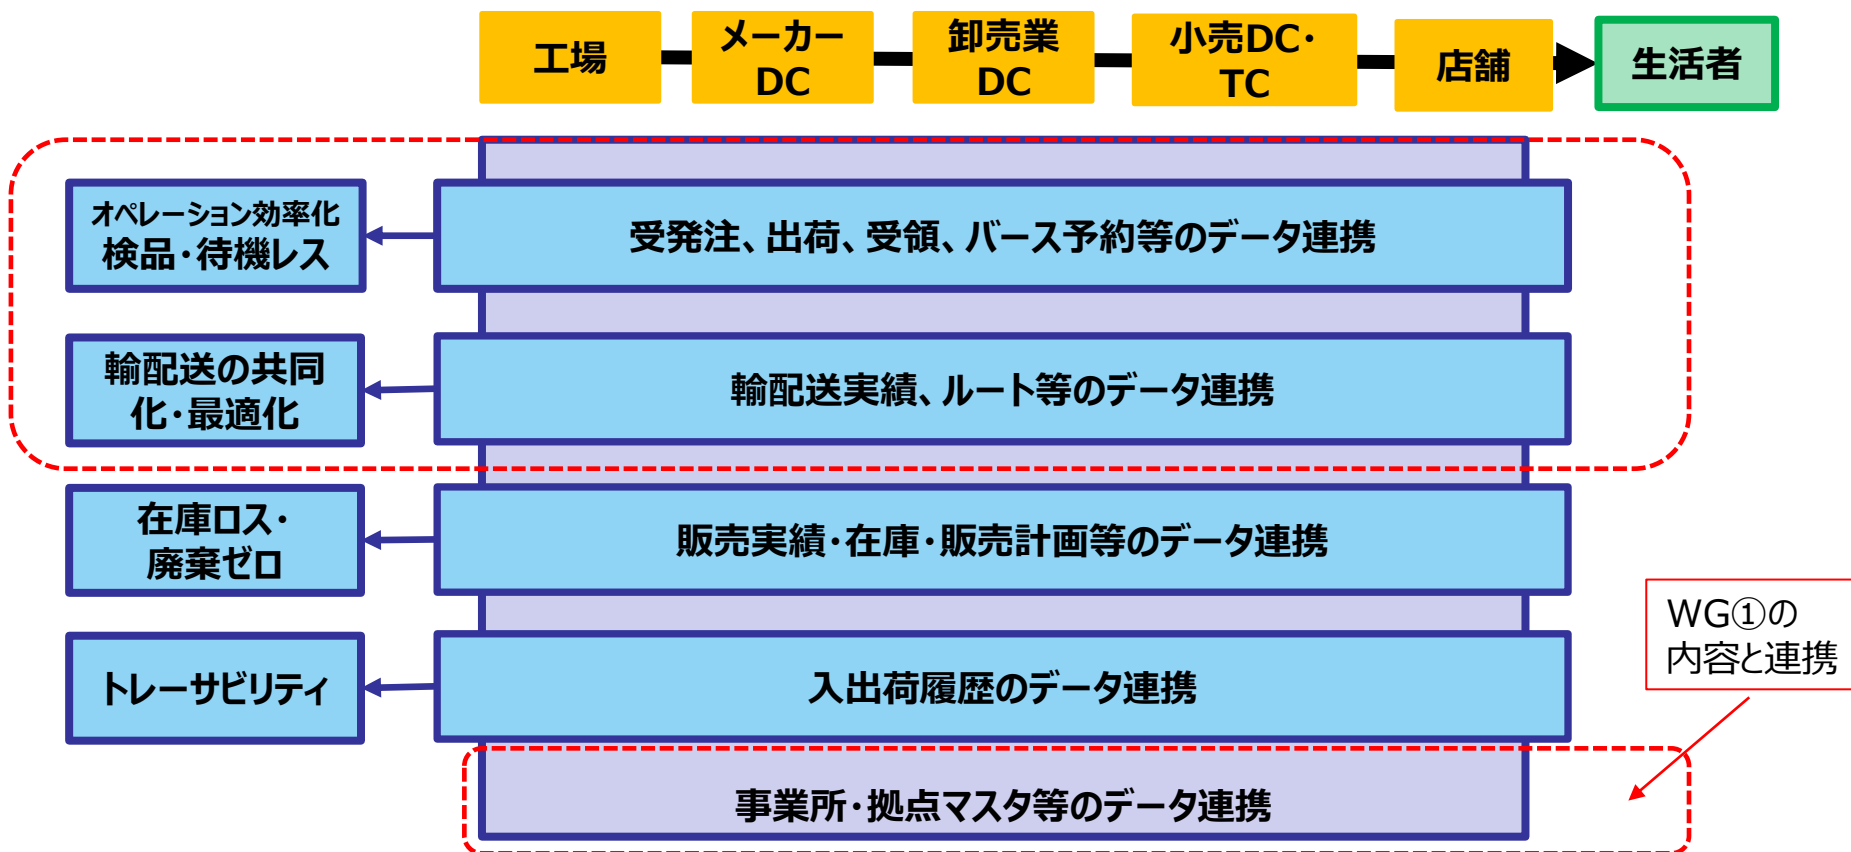 工場
メーカー
DC
卸売業
DC
小売DC・
TC
店舗
生活者
オペレーション効率化
検品・待機レス
受発注、出荷、受領、バース予約等のデータ連携
輸配送の共同
化・最適化
輸配送実績、ルート等のデータ連携
在庫ロス・
廃棄ゼロ
販売実績・在庫・販売計画等のデータ連携
トレーサビリティ
入出荷履歴のデータ連携
WG①の
内容と連携
事業所・拠点マスタ等のデータ連携